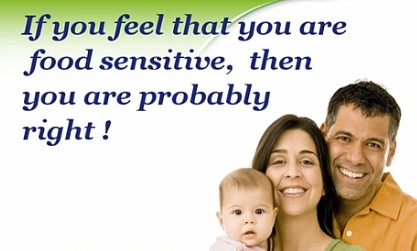 If you feel that you are
food sensitive, then
you are probably
right !